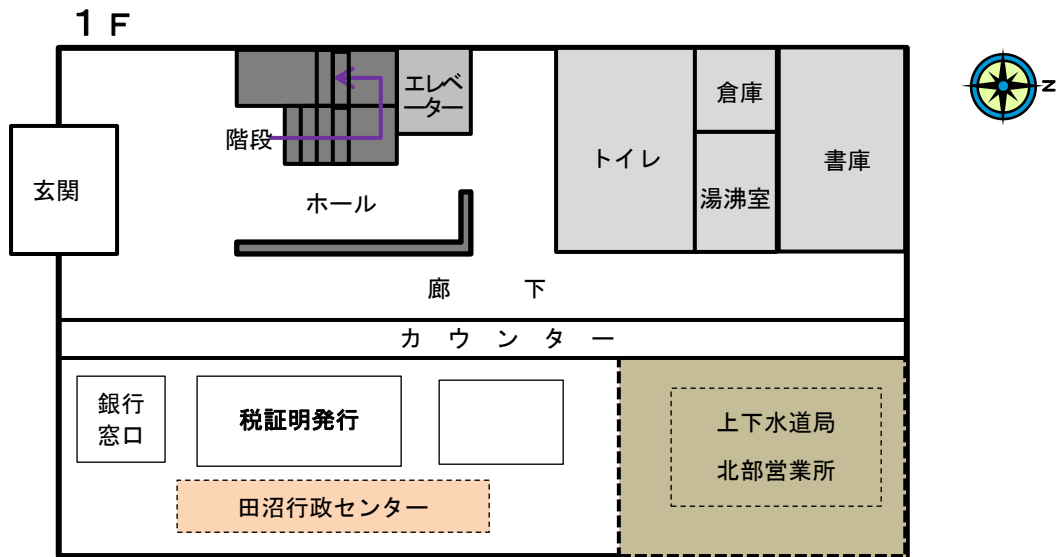 1F
エレベ
ーター
倉庫
N
階段
トイレ
書庫
玄関
湯沸室
ホール
廊下
カウンター
銀行
窓口
税証明発行
上下水道局
北部営業所
田沼行政センター